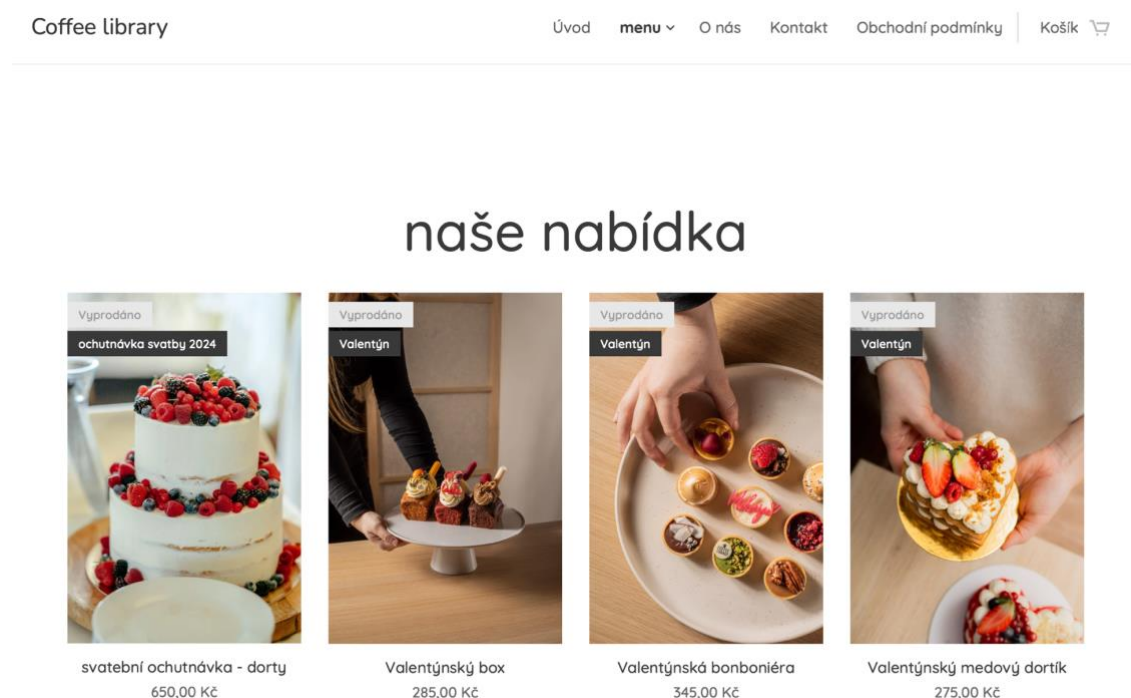 Coffee library
Úvod menu O nás Kontakt Obchodní podmínky Košík
naše nabídka
Vyprodáno
ochutnávka svatby 2024
svatební ochutnávka - dorty
650,00 Kč
Vyprodáno
Valentýn
Valentýnský box
285,00 Kč
Vyprodáno
Valentýn
Valentýnská bonboniéra
345,00 Kč
Vyprodáno
Valentýn
Valentýnský medový dortík
275,00 Kč